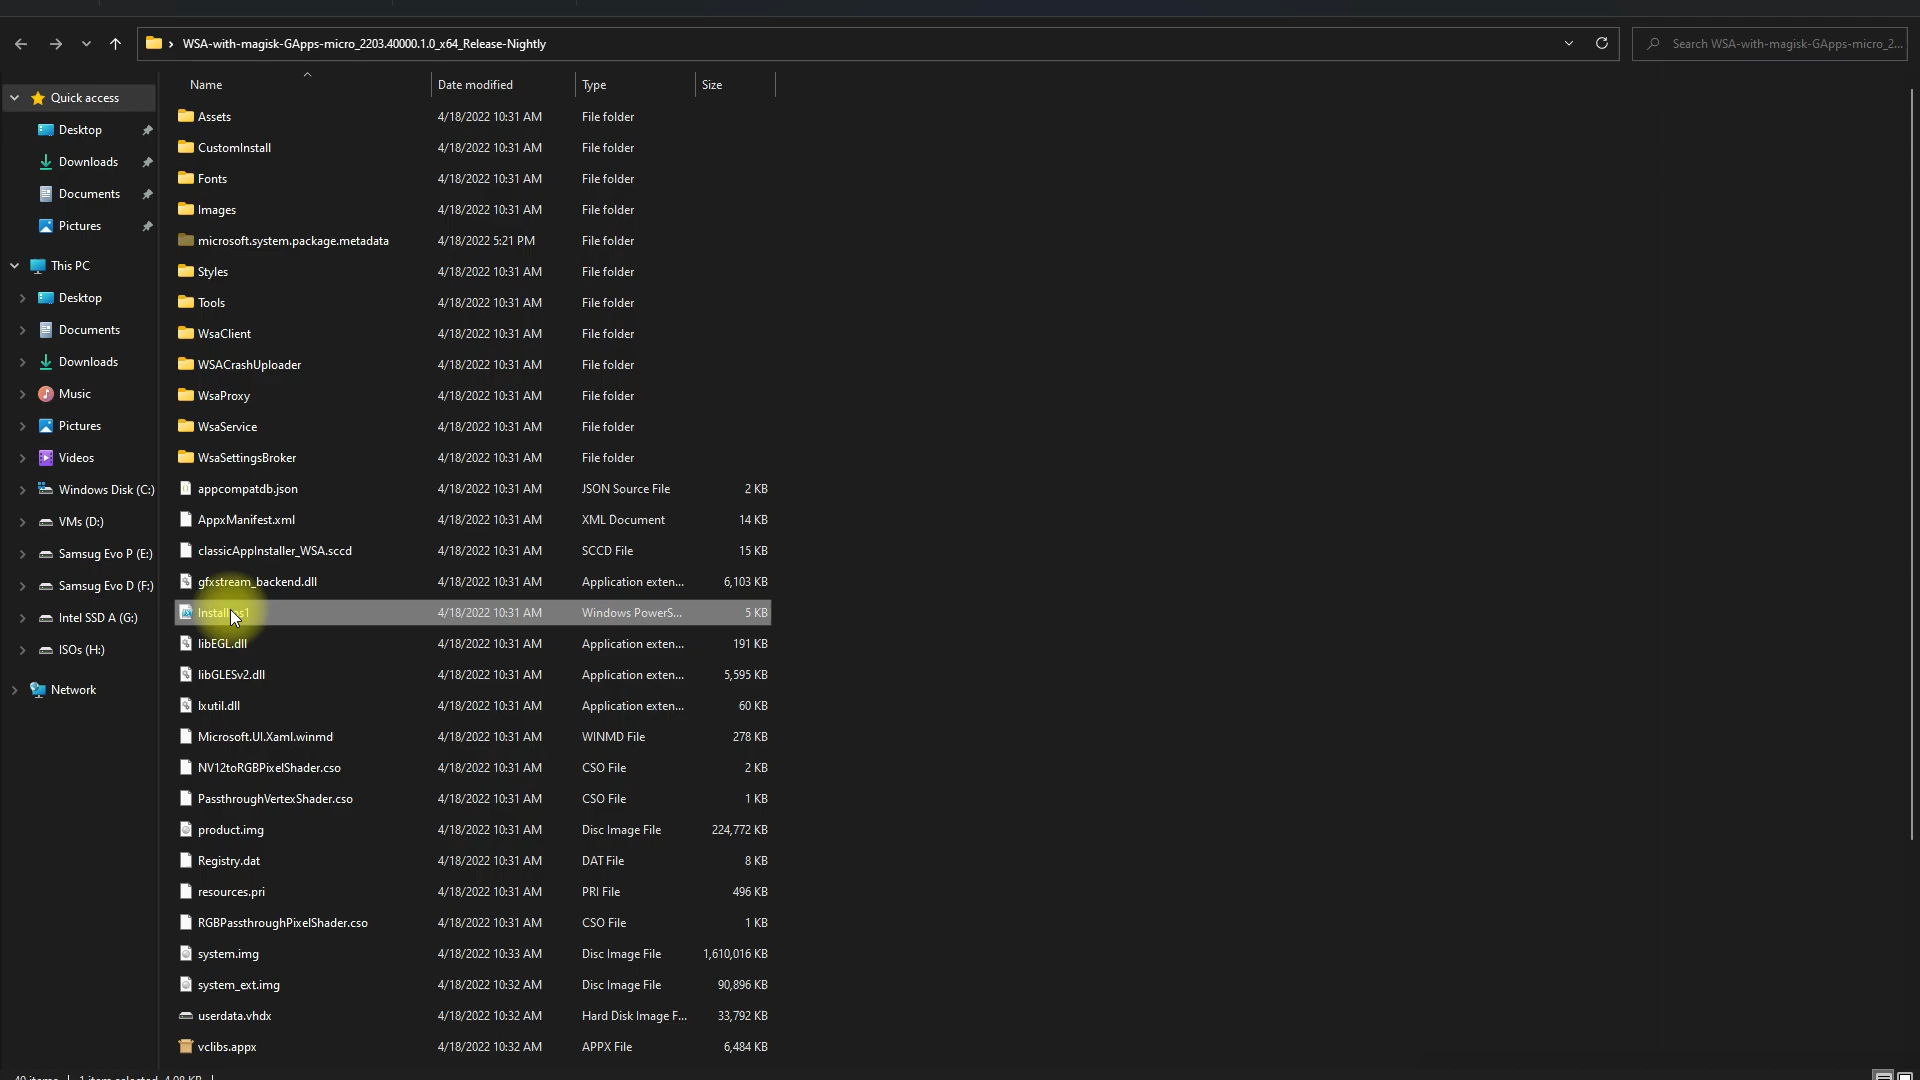 WSA-with-magisk-GApps-micro_2203.40000.1.0_x64_Release-Nightly
Search WSA-with-magisk-GApps-micro_2...
Name Date modified Type Size
Quick access
Desktop
Downloads
Documents
Pictures
This PC
Desktop
Documents
Downloads
Music
Pictures
Videos
Windows Disk (C:)
VMs (D:)
Samsug Evo P (E:)
Samsug Evo D (F:)
Intel SSD A (G:)
ISOs (H:)
Network
Assets 4/18/2022 10:31 AM File folder
CustomInstall 4/18/2022 10:31 AM File folder
Fonts 4/18/2022 10:31 AM File folder
Images 4/18/2022 10:31 AM File folder
microsoft.system.package.metadata 4/18/2022 5:21 PM File folder
Styles 4/18/2022 10:31 AM File folder
Tools 4/18/2022 10:31 AM File folder
WsaClient 4/18/2022 10:31 AM File folder
WSACrashUploader 4/18/2022 10:31 AM File folder
WsaProxy 4/18/2022 10:31 AM File folder
WsaService 4/18/2022 10:31 AM File folder
WsaSettingsBroker 4/18/2022 10:31 AM File folder
appcompatdb.json 4/18/2022 10:31 AM JSON Source File 2 KB
AppxManifest.xml 4/18/2022 10:31 AM XML Document 14 KB
classicAppInstaller_WSA.sccd 4/18/2022 10:31 AM SCCD File 15 KB
gfxstream_backend.dll 4/18/2022 10:31 AM Application exten... 6,103 KB
Install.ps1 4/18/2022 10:31 AM Windows PowerS... 5 KB
libEGL.dll 4/18/2022 10:31 AM Application exten... 191 KB
libGLESv2.dll 4/18/2022 10:31 AM Application exten... 5,595 KB
lxutil.dll 4/18/2022 10:31 AM Application exten... 60 KB
Microsoft.UI.Xaml.winmd 4/18/2022 10:31 AM WINMD File 278 KB
NV12toRGBPixelShader.cso 4/18/2022 10:31 AM CSO File 2 KB
PassthroughVertexShader.cso 4/18/2022 10:31 AM CSO File 1 KB
product.img 4/18/2022 10:31 AM Disc Image File 224,772 KB
Registry.dat 4/18/2022 10:31 AM DAT File 8 KB
resources.pri 4/18/2022 10:31 AM PRI File 496 KB
RGBPassthroughPixelShader.cso 4/18/2022 10:31 AM CSO File 1 KB
system.img 4/18/2022 10:33 AM Disc Image File 1,610,016 KB
system_ext.img 4/18/2022 10:32 AM Disc Image File 90,896 KB
userdata.vhdx 4/18/2022 10:32 AM Hard Disk Image F... 33,792 KB
vclibs.appx 4/18/2022 10:32 AM APPX File 6,484 KB